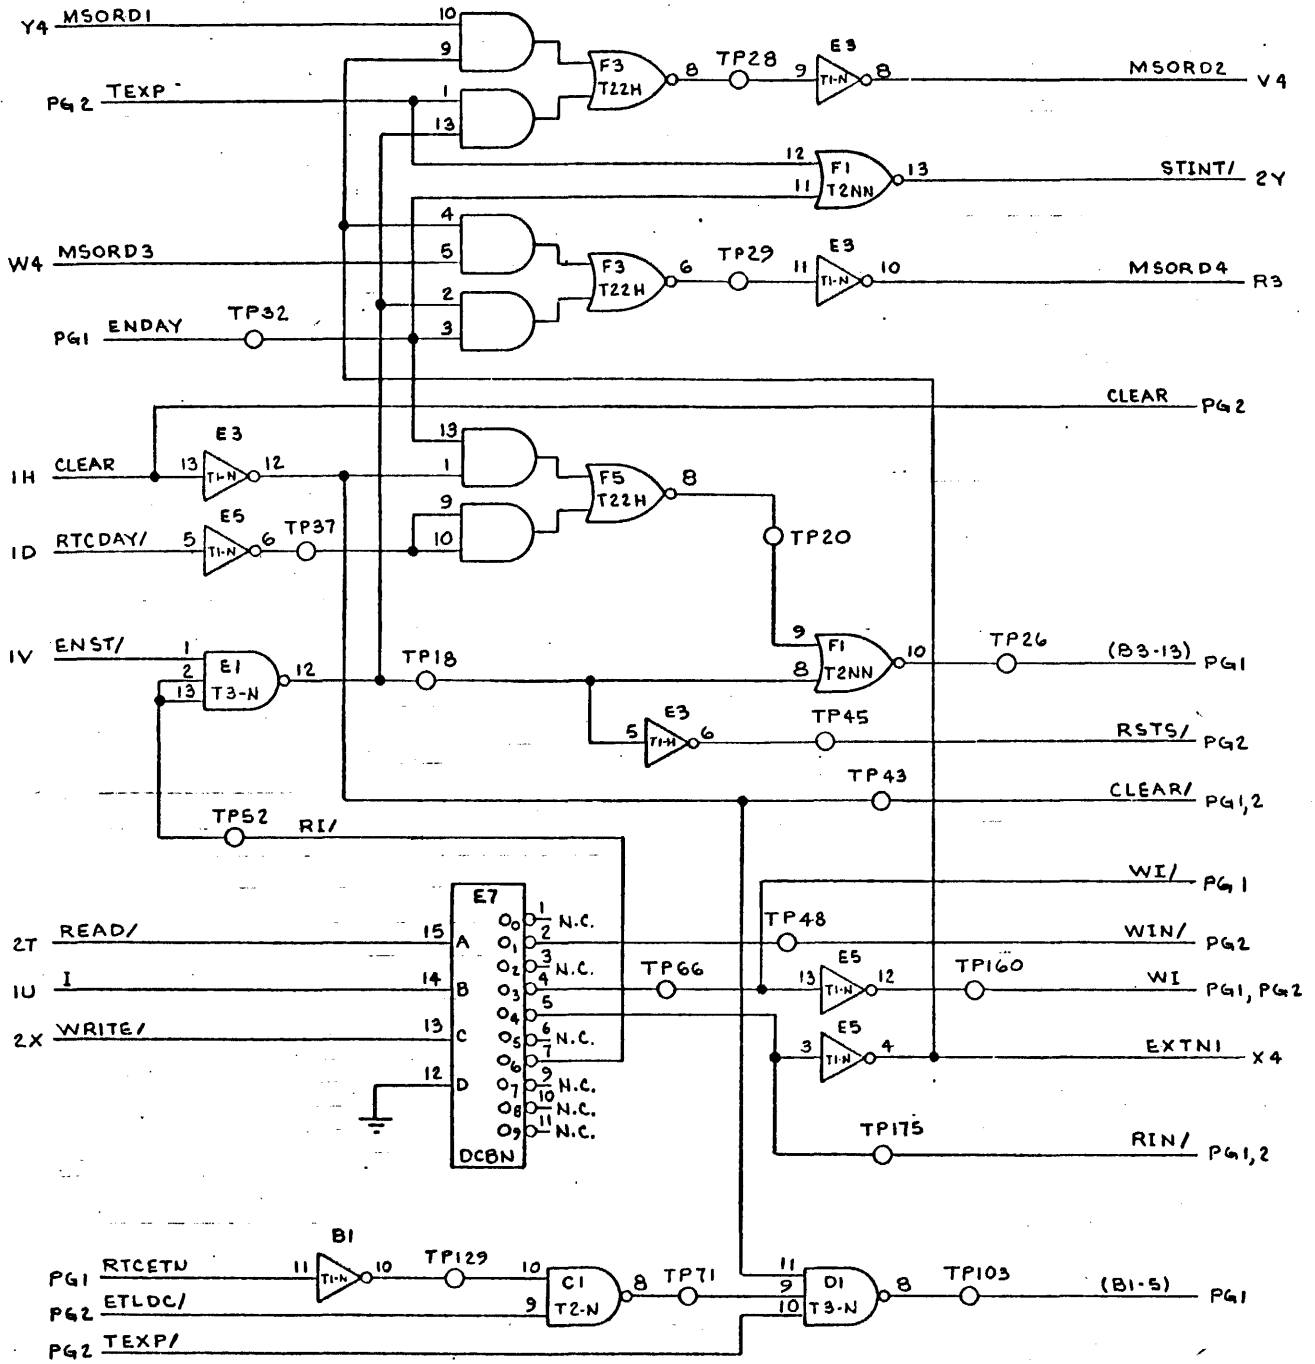 Y4 MSORD1 10
9
E3
F3 T22H 8 TP28 9 T1-N 8 MSORD2 V4
PG2 TEXP 1
13
12
F1 T2NN 13 STINT/ 2Y
11
4
W4 MSORD3 5
F3 T22H 6 TP29 11 E3 T1-N 10 MSORD4 R3
2
PG1 ENDAY TP32 3
CLEAR PG2
E3
13
1H CLEAR 13 T1-N 12 1
F5 T22H 8
9
E5
1D RTCDAY/ 5 T1-N 6 TP37 10
TP20
1V ENST/ 1
2
13
E1 T3-N 12 TP18
9
8
F1 T2NN 10 TP26 (B3-13) PG1
E3
5 T1-H 6 TP45 RSTS/ PG2
TP43 CLEAR/ PG1,2
TP52 RI/
WI/ PG1
E7
O0 1 N.C.
2T READ/ 15 A O1 2 TP48 WIN/ PG2
O2 3 N.C.
1U I 14 B O3 4 TP66 13 E5 T1-N 12 TP160 WI PG1, PG2
O4 5
2X WRITE/ 13 C O5 6 N.C.
O6 7
E5
3 T1-N 4 EXTN1 X4
12 D O7 9 N.C.
O8 10 N.C.
O9 11 N.C.
DCBN
TP175 RIN/ PG1,2
B1
PG1 RTCETN 11 T1-N 10 TP129 10
PG2 ETLDC/ 9
C1 T2-N 8 TP71
11
9
10
D1 T3-N 8 TP103 (B1-5) PG1
PG2 TEXP/